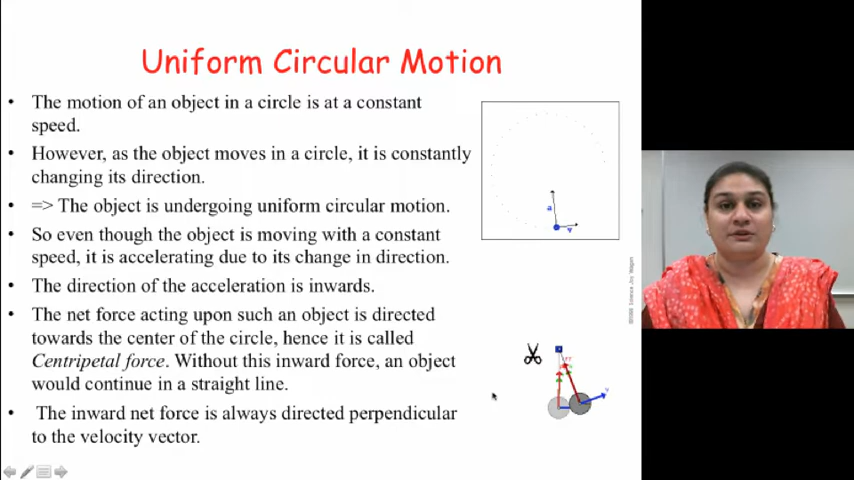 Uniform Circular Motion
• The motion of an object in a circle is at a constant
speed.
• However, as the object moves in a circle, it is constantly
changing its direction.
• => The object is undergoing uniform circular motion.
• So even though the object is moving with a constant
speed, it is accelerating due to its change in direction.
• The direction of the acceleration is inwards.
• The net force acting upon such an object is directed
towards the center of the circle, hence it is called
Centripetal force. Without this inward force, an object
would continue in a straight line.
• The inward net force is always directed perpendicular
to the velocity vector.
a
v
v